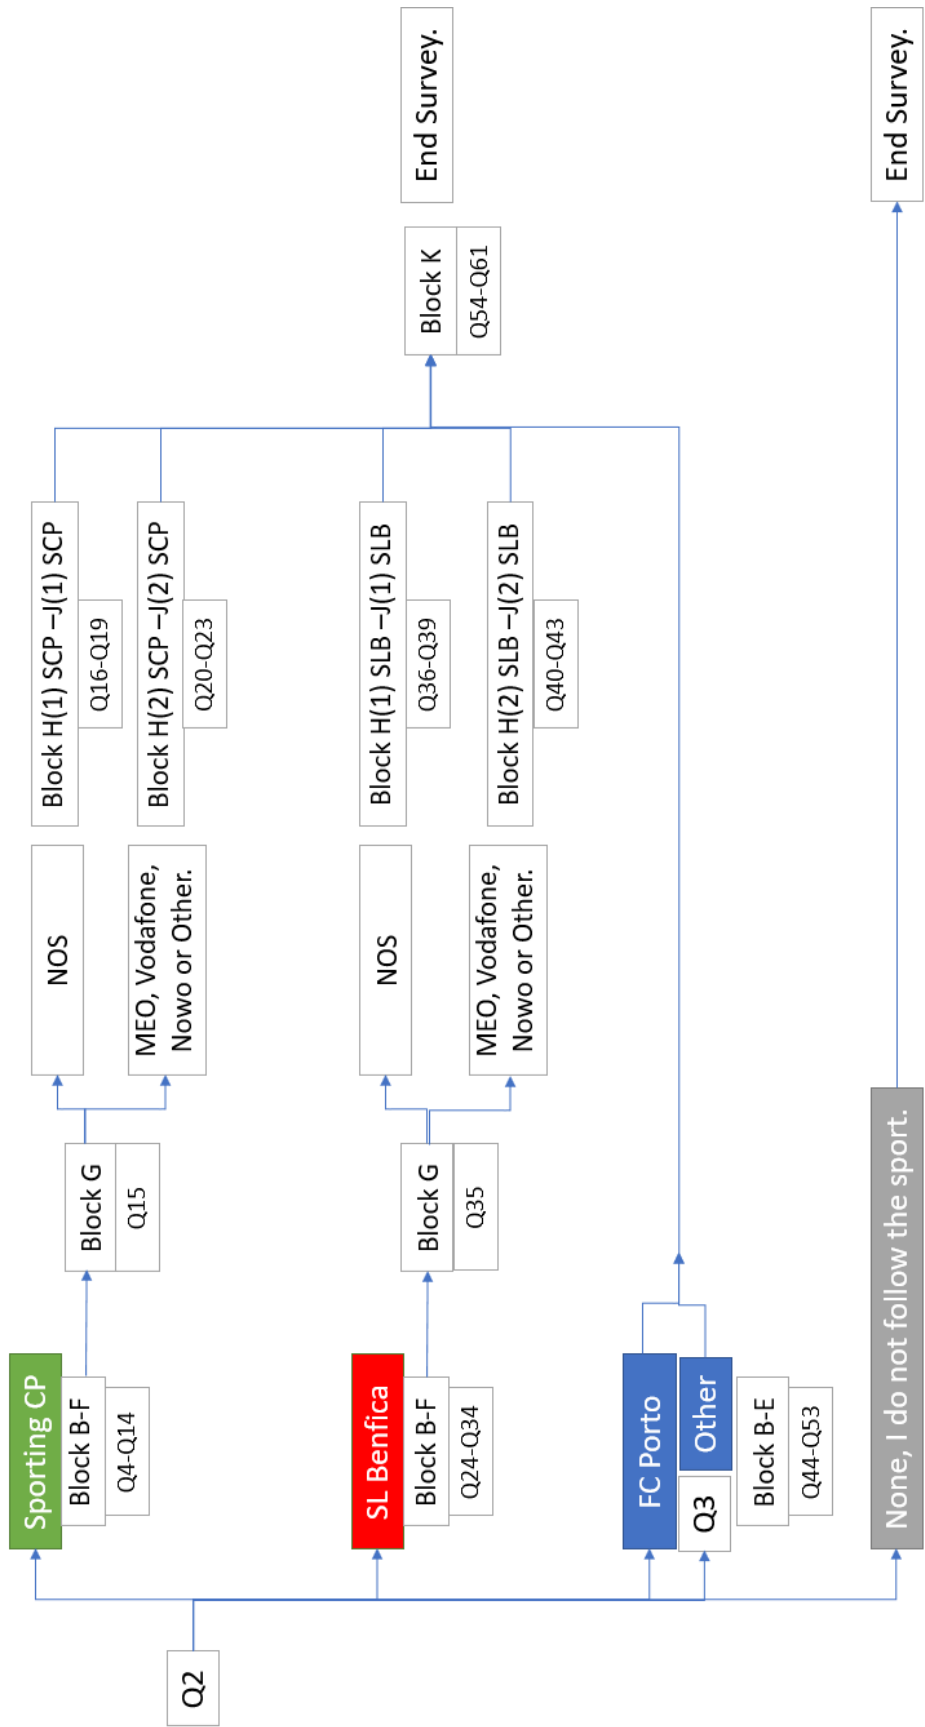 Q2
Sporting CP
Block B-F
Q4-Q14
Block G
Q15
NOS
MEO, Vodafone,
Nowo or Other.
Block H(1) SCP –J(1) SCP
Q16-Q19
Block H(2) SCP –J(2) SCP
Q20-Q23
SL Benfica
Block B-F
Q24-Q34
Block G
Q35
NOS
MEO, Vodafone,
Nowo or Other.
Block H(1) SLB –J(1) SLB
Q36-Q39
Block H(2) SLB –J(2) SLB
Q40-Q43
FC Porto
Q3
Other
Block B-E
Q44-Q53
Block K
Q54-Q61
End Survey.
None, I do not follow the sport.
End Survey.